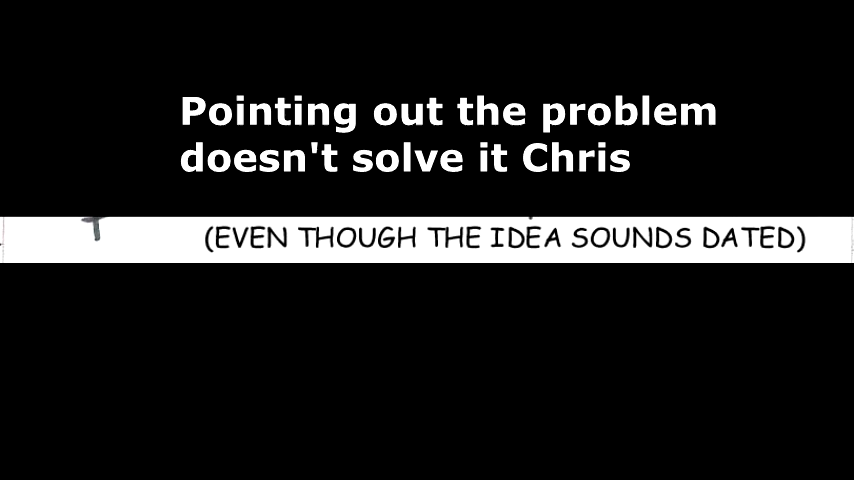 Pointing out the problem
doesn't solve it Chris
(EVEN THOUGH THE IDEA SOUNDS DATED)